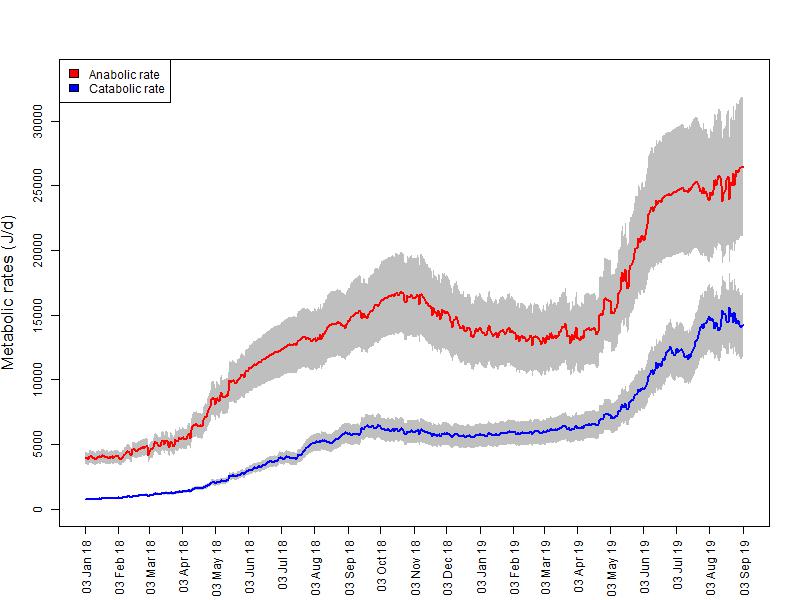 Anabolic rate
Catabolic rate
Metabolic rates (J/d)
30000
25000
20000
15000
10000
5000
0
03 Jan 18
03 Feb 18
03 Mar 18
03 Apr 18
03 May 18
03 Jun 18
03 Jul 18
03 Aug 18
03 Sep 18
03 Oct 18
03 Nov 18
03 Dec 18
03 Jan 19
03 Feb 19
03 Mar 19
03 Apr 19
03 May 19
03 Jun 19
03 Jul 19
03 Aug 19
03 Sep 19